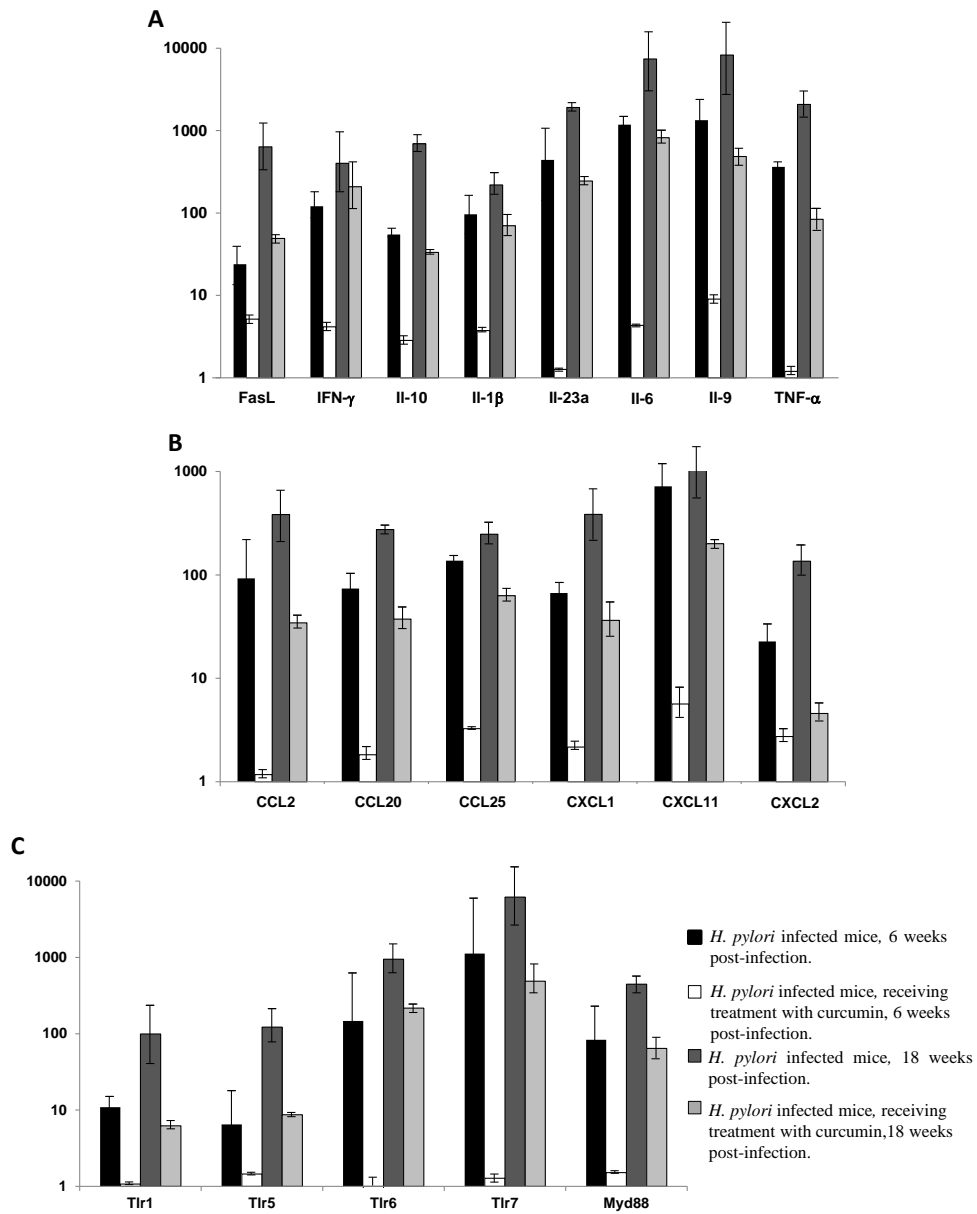 A
10000
1000
100
10
1
FasL IFN-γ Il-10 Il-1β Il-23a Il-6 Il-9 TNF-α
B
1000
100
10
1
CCL2 CCL20 CCL25 CXCL1 CXCL11 CXCL2
C
10000
1000
100
10
1
Tlr1 Tlr5 Tlr6 Tlr7 Myd88
H. pylori infected mice, 6 weeks
post-infection.
H. pylori infected mice, receiving
treatment with curcumin, 6 weeks
post-infection.
H. pylori infected mice, 18 weeks
post-infection.
H. pylori infected mice, receiving
treatment with curcumin,18 weeks
post-infection.